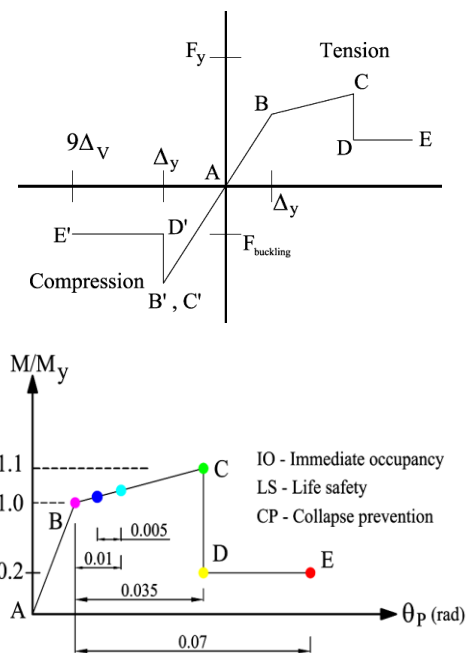 Tension
Fy
C
B
9ΔV
Δy
A
D
E
Δy
E'
D'
Fbuckling
Compression
B' , C'
M/My
1.1
C
IO - Immediate occupancy
LS - Life safety
1.0
B
CP - Collapse prevention
0.005
0.01
D
E
0.2
0.035
A
θP (rad)
0.07